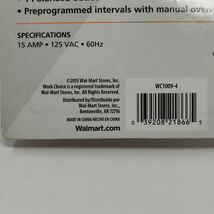 • Preprogrammed intervals with manual over
SPECIFICATIONS
15 AMP • 125 VAC • 60Hz
©2015 Wal-Mart Stores, Inc.
Work Choice is a registered trademark of
Wal-Mart Stores, Inc. All Rights Reserved.
Distributed by/Distribuido por:
Wal-Mart Stores, Inc.,
Bentonville, AR 72716
Walmart.com
MADE IN CHINA/HECHO EN CHINA
WC1009-4
0 39208 21866 5